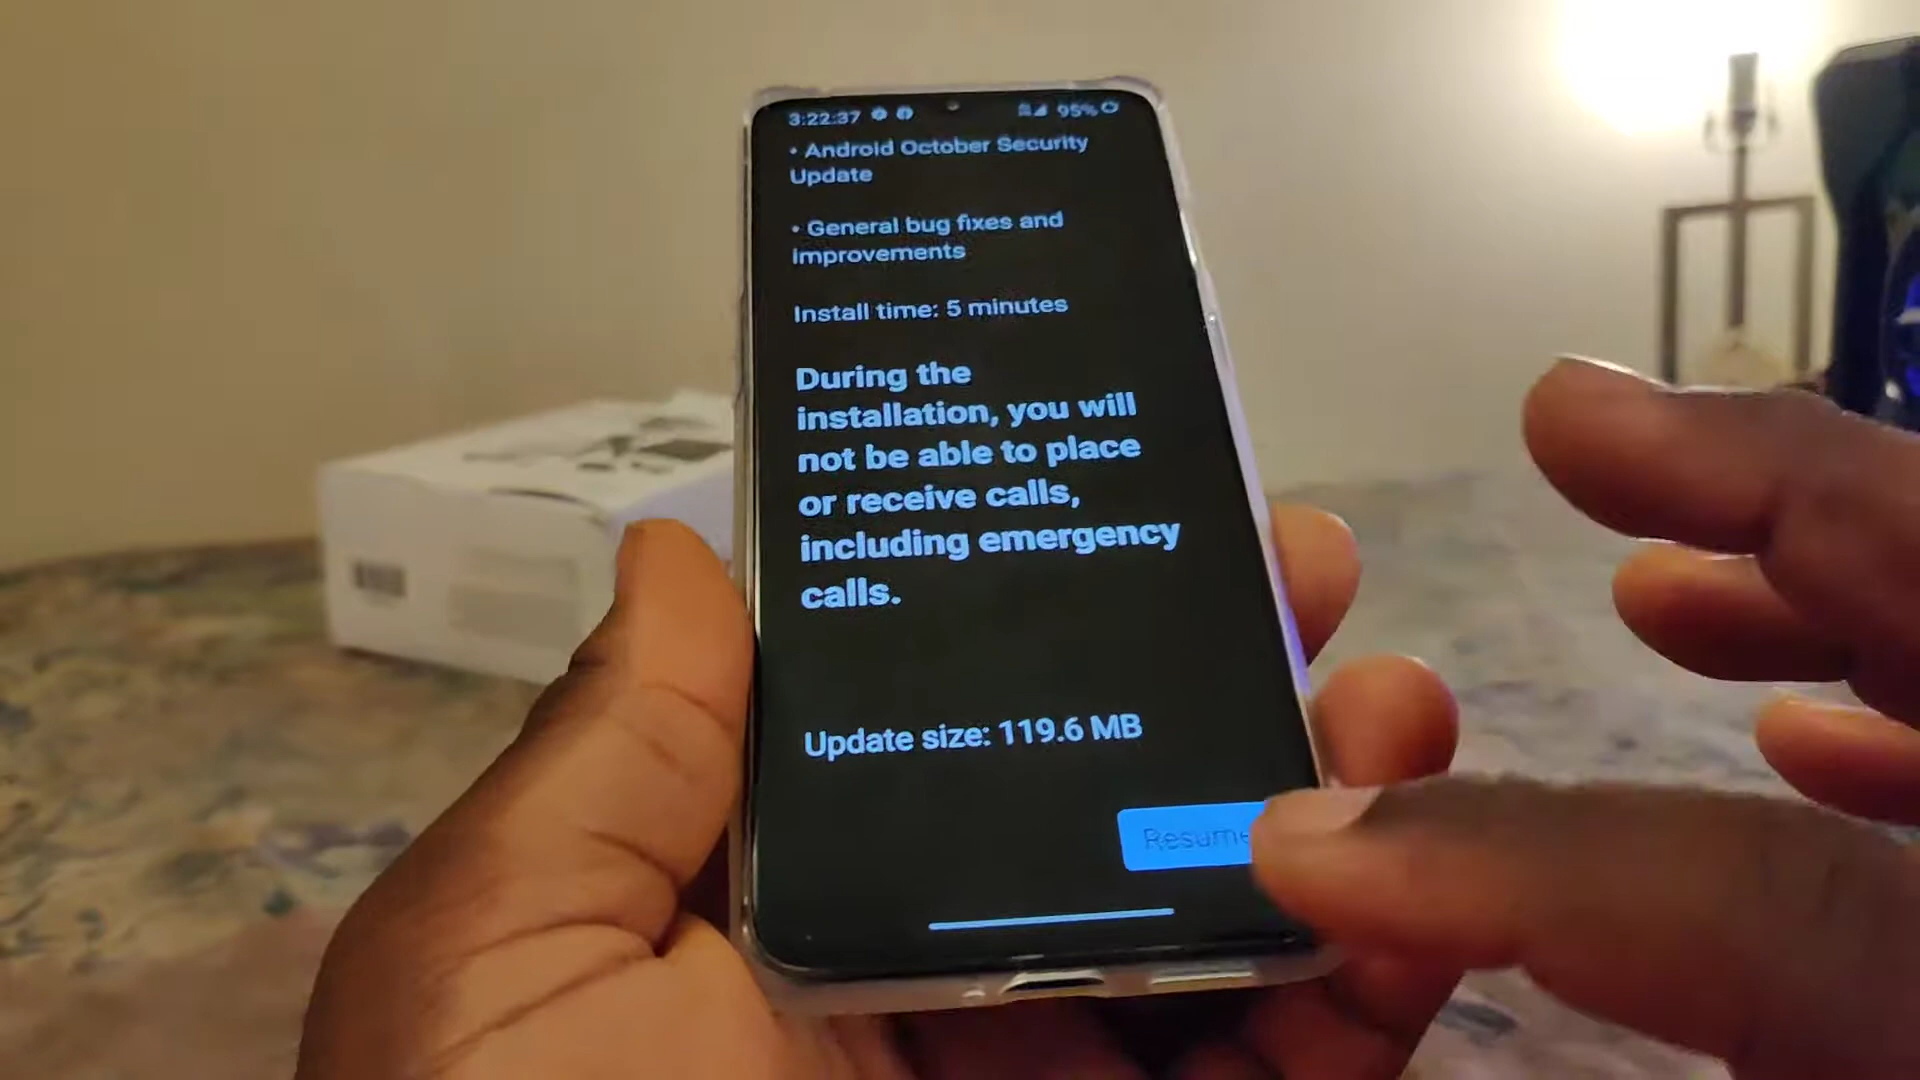 3:22:37 95%
• Android October Security
Update
• General bug fixes and
improvements
Install time: 5 minutes
During the
installation, you will
not be able to place
or receive calls,
including emergency
calls.
Update size: 119.6 MB
Resume